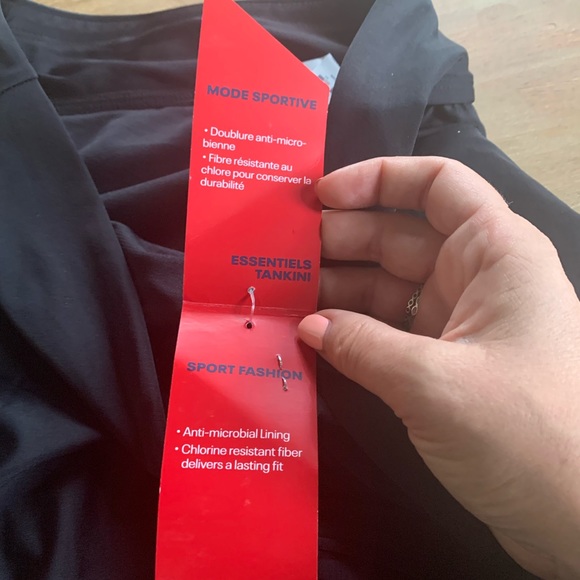 MODE SPORTIVE
• Doublure anti-micro-
bienne
• Fibre résistante au
chlore pour conserver la
durabilité
ESSENTIELS
TANKINI
SPORT FASHION
• Anti-microbial Lining
• Chlorine resistant fiber
delivers a lasting fit